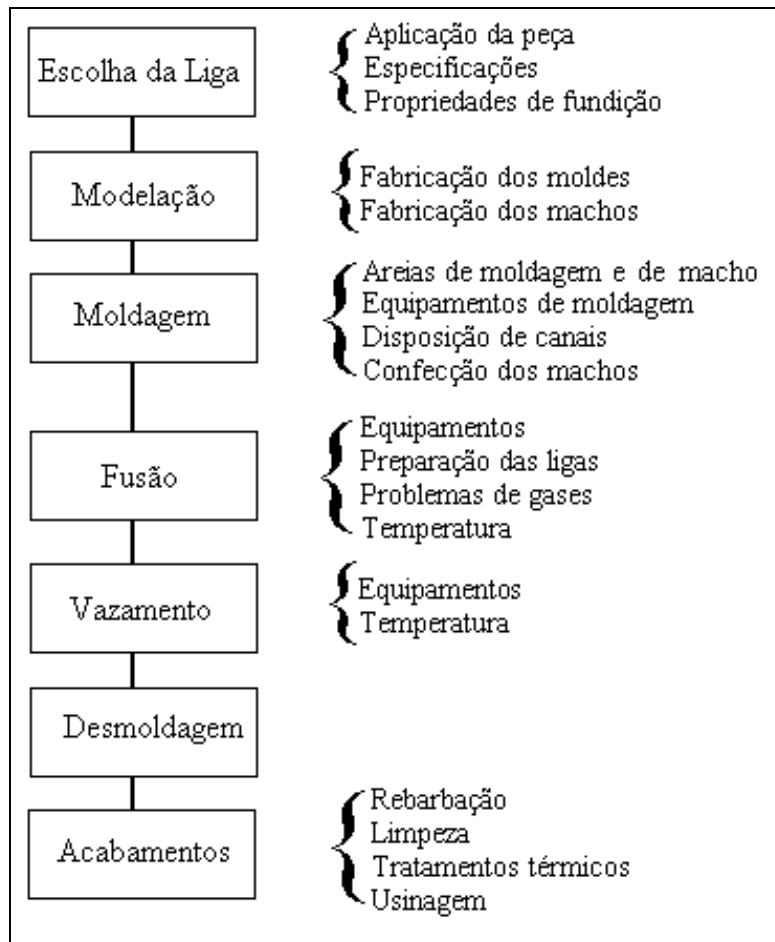 Escolha da Liga
Aplicação da peça
Especificações
Propriedades de fundição
Modelação
Fabricação dos moldes
Fabricação dos machos
Moldagem
Areias de moldagem e de macho
Equipamentos de moldagem
Disposição de canais
Confecção dos machos
Fusão
Equipamentos
Preparação das ligas
Problemas de gases
Temperatura
Vazamento
Equipamentos
Temperatura
Desmoldagem
Acabamentos
Rebarbação
Limpeza
Tratamentos térmicos
Usinagem